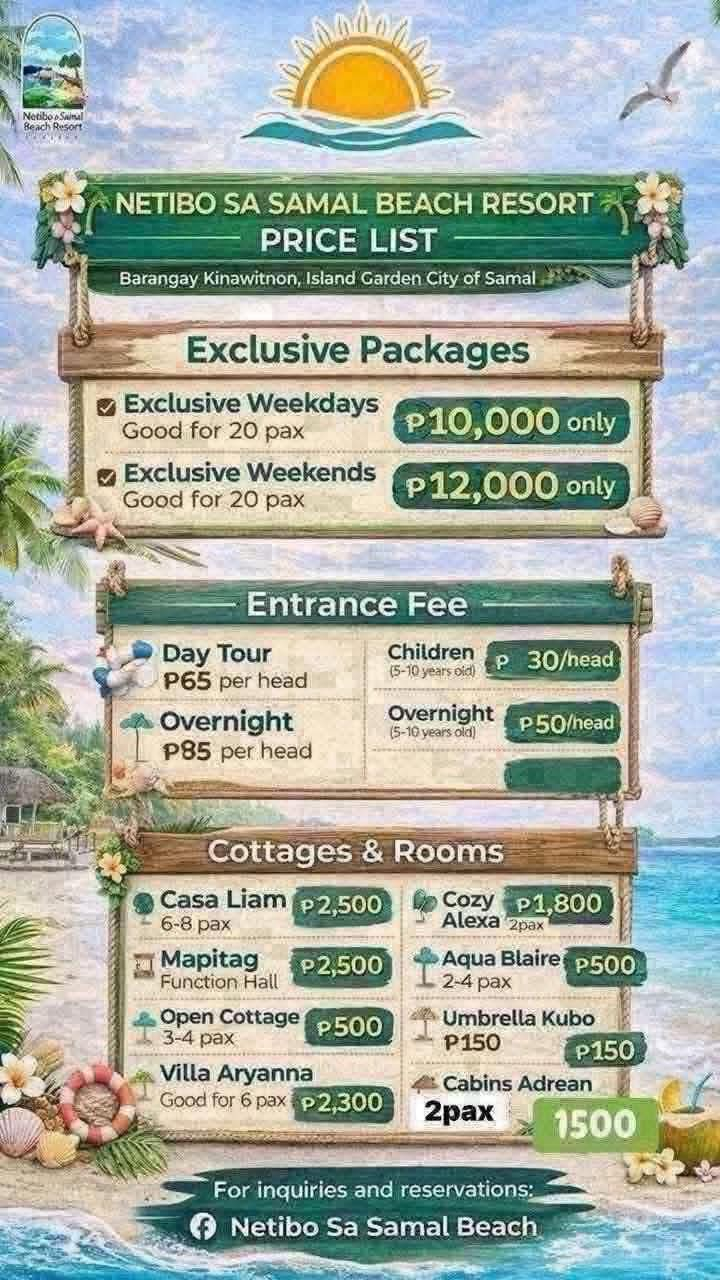 Netibo sa Samal
Beach Resort
NETIBO SA SAMAL BEACH RESORT
PRICE LIST
Barangay Kinawitnon, Island Garden City of Samal
Exclusive Packages
Exclusive Weekdays
Good for 20 pax
₱10,000 only
Exclusive Weekends
Good for 20 pax
₱12,000 only
Entrance Fee
Day Tour
₱65 per head
Overnight
₱85 per head
Children
(5-10 years old)
₱ 30/head
Overnight
(5-10 years old)
₱50/head
Cottages & Rooms
Casa Liam
6-8 pax
₱2,500
Mapitag
Function Hall
₱2,500
Open Cottage
3-4 pax
₱500
Villa Aryanna
Good for 6 pax
₱2,300
Cozy
Alexa
2pax
₱1,800
Aqua Blaire
2-4 pax
₱500
Umbrella Kubo
₱150
₱150
Cabins Adrean
2pax
1500
For inquiries and reservations:
Netibo Sa Samal Beach